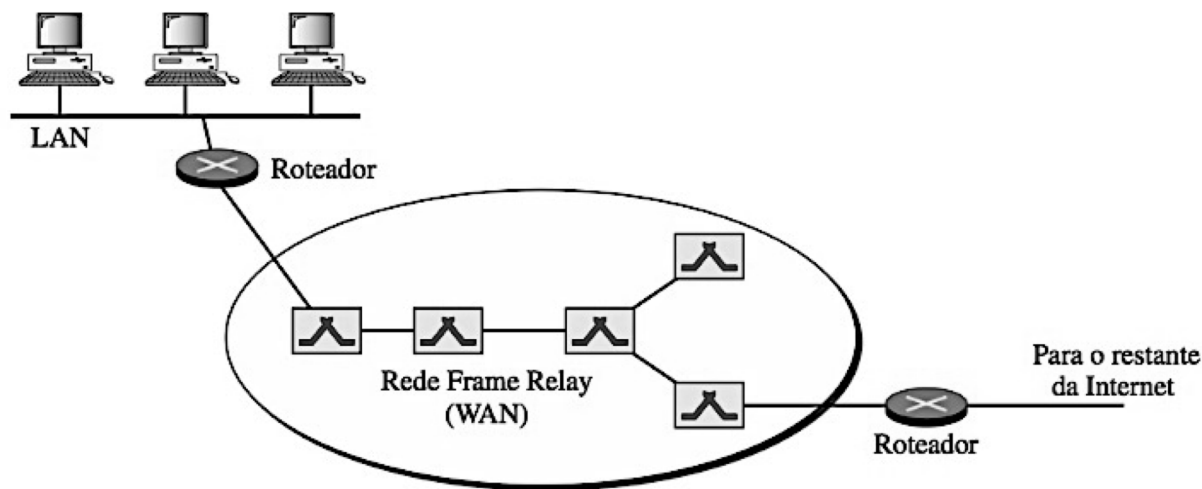 LAN
Roteador
Rede Frame Relay
(WAN)
Para o restante
da Internet
Roteador